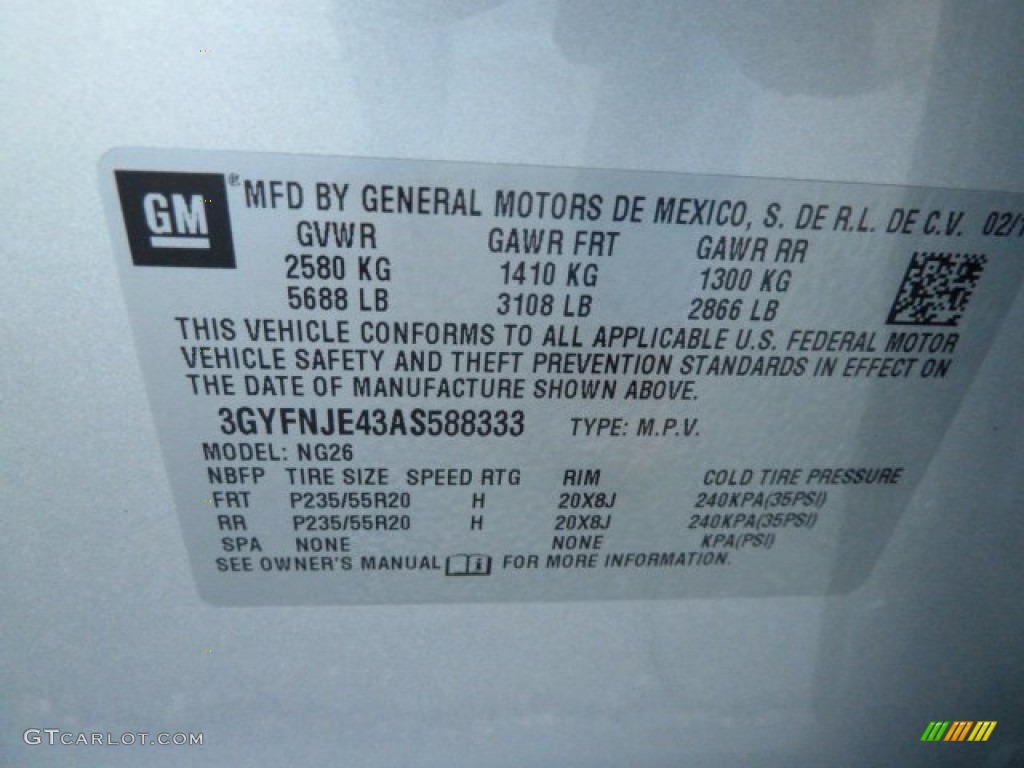 GM ® MFD BY GENERAL MOTORS DE MEXICO, S. DE R.L. DE C.V. 02/1
GVWR GAWR FRT GAWR RR
2580 KG 1410 KG 1300 KG
5688 LB 3108 LB 2866 LB
THIS VEHICLE CONFORMS TO ALL APPLICABLE U.S. FEDERAL MOTOR
VEHICLE SAFETY AND THEFT PREVENTION STANDARDS IN EFFECT ON
THE DATE OF MANUFACTURE SHOWN ABOVE.
3GYFNJE43AS588333 TYPE: M.P.V.
MODEL: NG26
NBFP TIRE SIZE SPEED RTG RIM COLD TIRE PRESSURE
FRT P235/55R20 H 20X8J 240KPA(35PSI)
RR P235/55R20 H 20X8J 240KPA(35PSI)
SPA NONE NONE KPA(PSI)
SEE OWNER'S MANUAL i FOR MORE INFORMATION.
GTCARLOT.COM